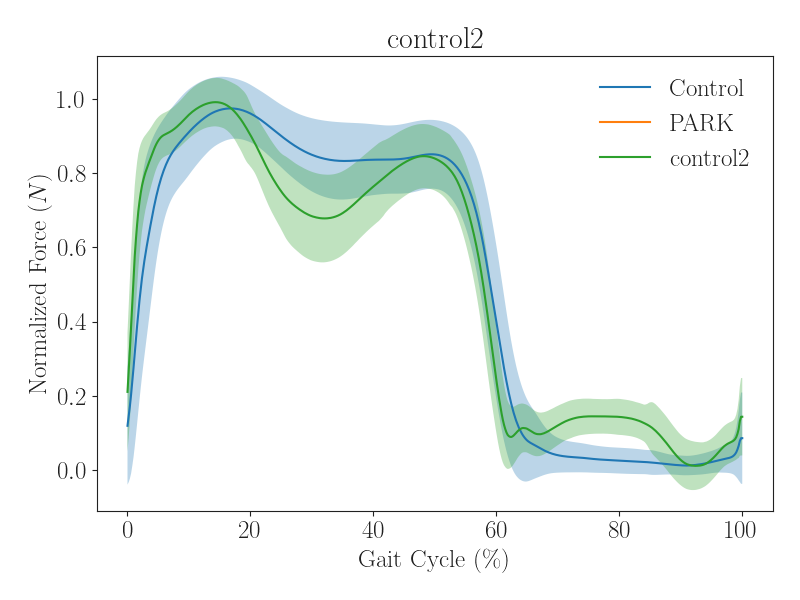 control2
Control
PARK
control2
1.0
0.8
0.6
0.4
0.2
0.0
Normalized Force (N)
0 20 40 60 80 100
Gait Cycle (%)